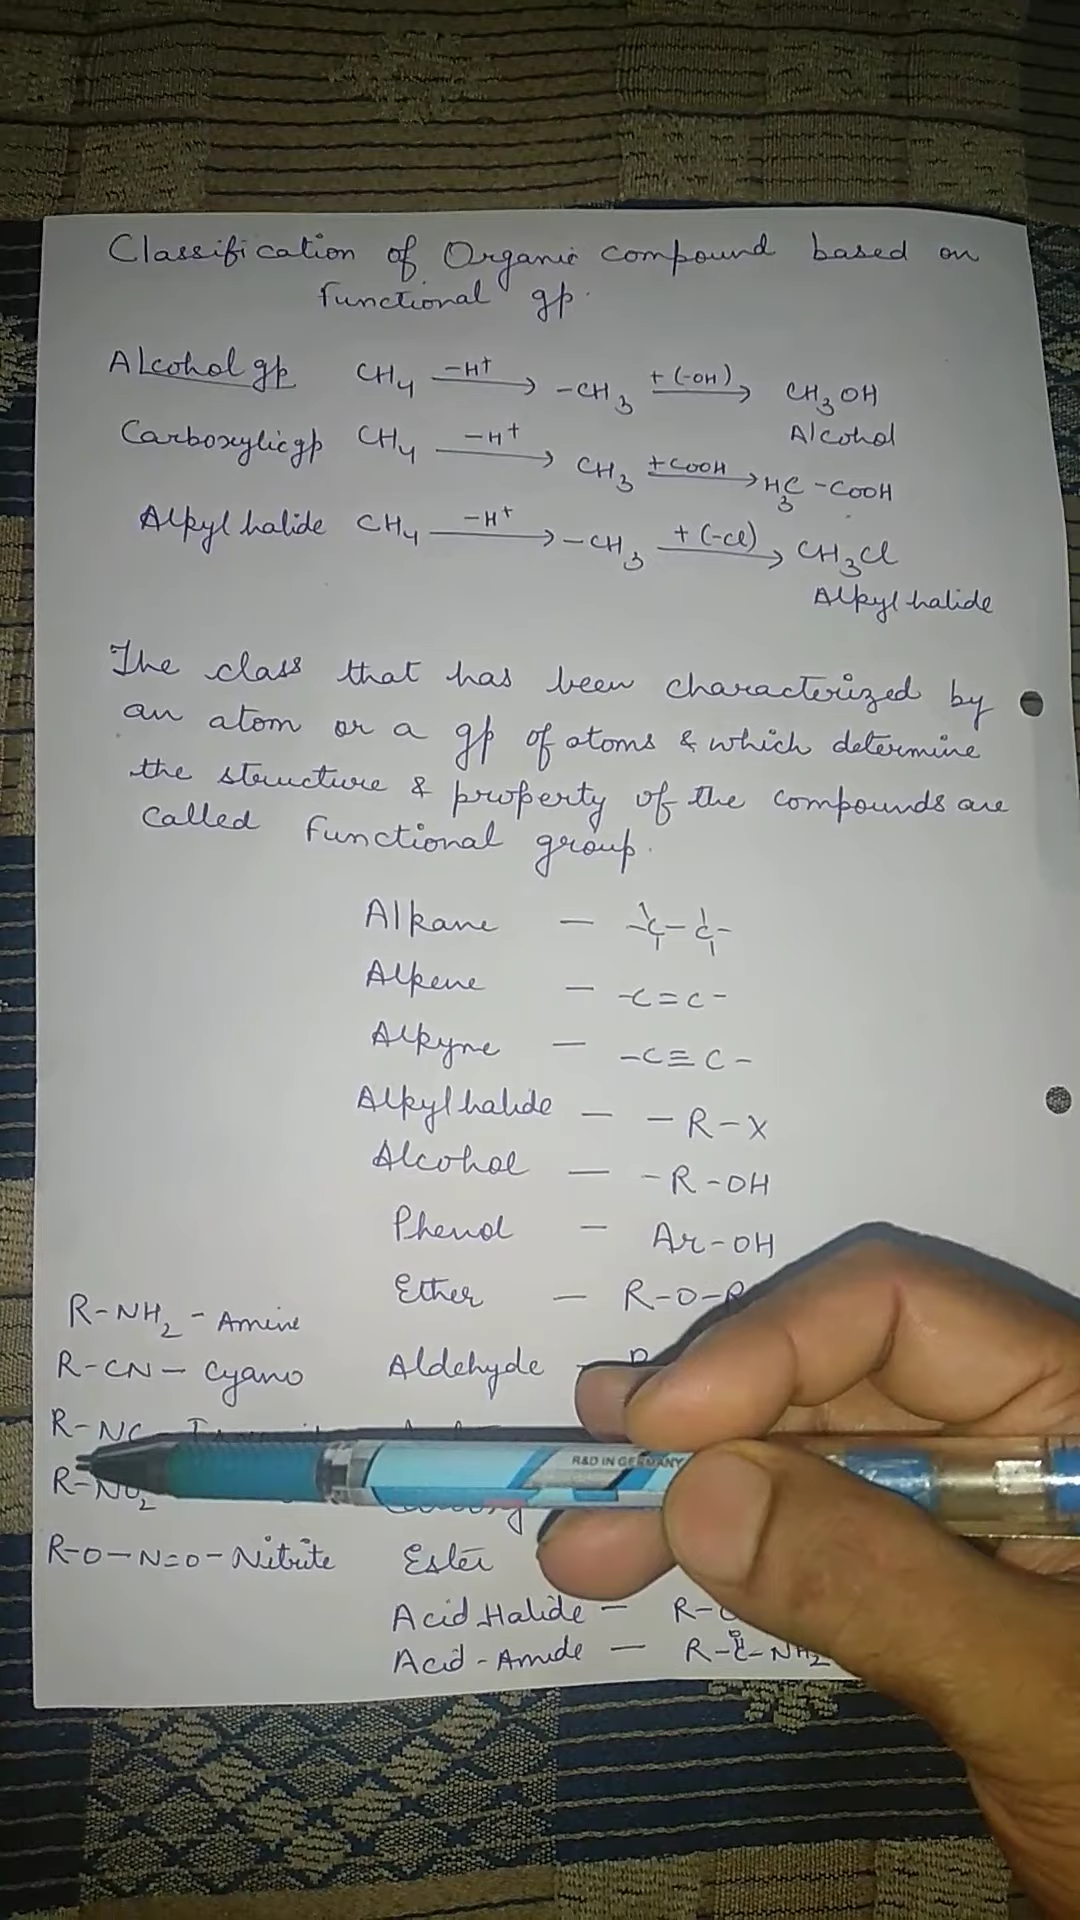 Classification of Organic compound based on
functional gp.
Alcohol gp CH4 -H+ → -CH3 +(-OH) → CH3OH
Alcohol
Carboxylic gp CH4 -H+ → CH3 +COOH → H3C-COOH
Alkyl halide CH4 -H+ → -CH3 +(-Cl) → CH3Cl
Alkyl halide
The class that has been characterized by
an atom or a gp of atoms & which determine
the structure & property of the compounds are
called functional group.
Alkane — -C-C-
Alkene — -C=C-
Alkyne — -C≡C-
Alkyl halide — -R-X
Alcohol — -R-OH
Phenol — Ar-OH
Ether — R-O-R
Aldehyde — R
Ester
Acid Halide — R-C
Acid-Amide — R-C-NH2
O
R-NH2 - Amine
R-CN - Cyano
R-NC
R-NO2
R-O-N=O-Nitrite
R&D IN GERMANY